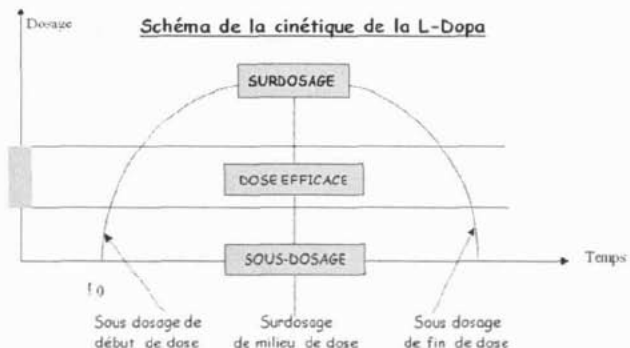 Dosage
Schéma de la cinétique de la L-Dopa
SURDOSAGE
DOSE EFFICACE
SOUS-DOSAGE
Temps
t0
Sous dosage de
début de dose
Surdosage
de milieu de dose
Sous dosage
de fin de dose